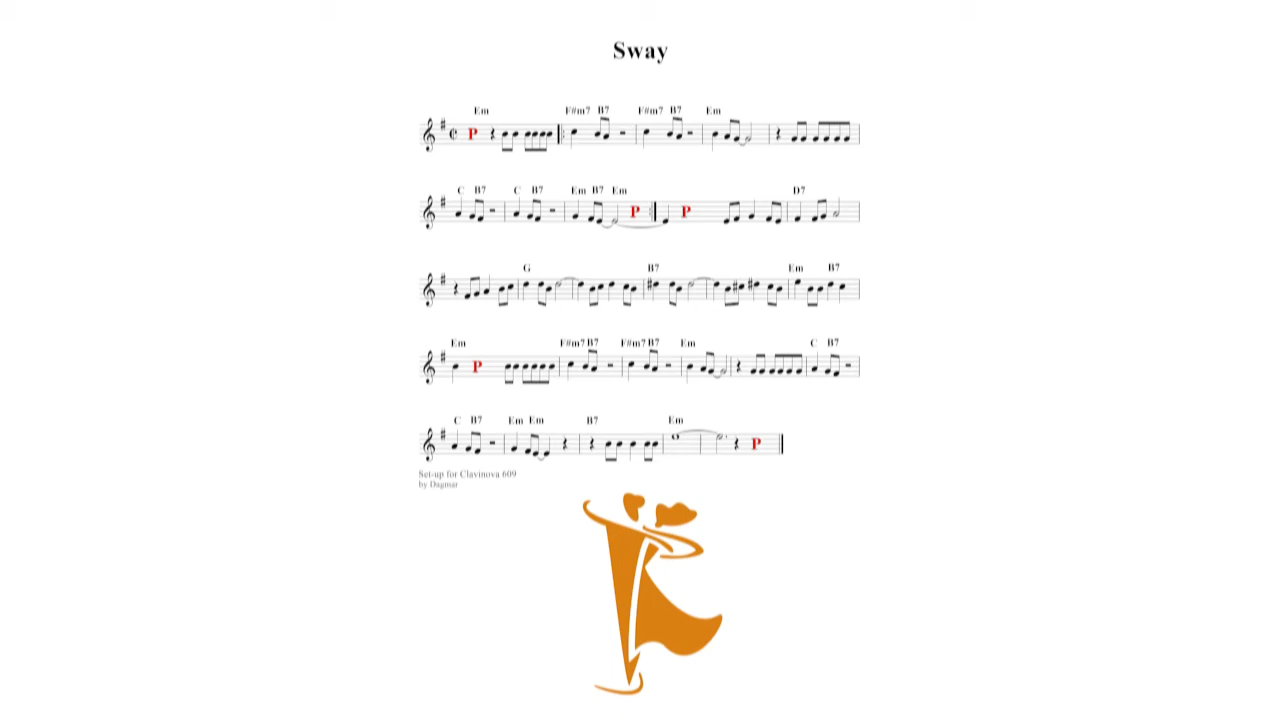 Sway
Em F#m7 B7 F#m7 B7 Em
P
C B7 C B7 Em B7 Em D7
P P
G B7 Em B7
Em F#m7 B7 F#m7 B7 Em C B7
P
C B7 Em Em B7 Em
P
Set-up for Clavinova 609
by Dagmar